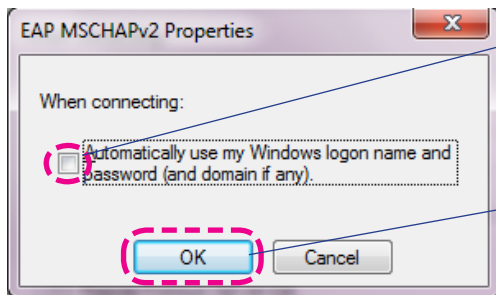 EAP MSCHAPv2 Properties
When connecting:
Automatically use my Windows logon name and
password (and domain if any).
OK
Cancel